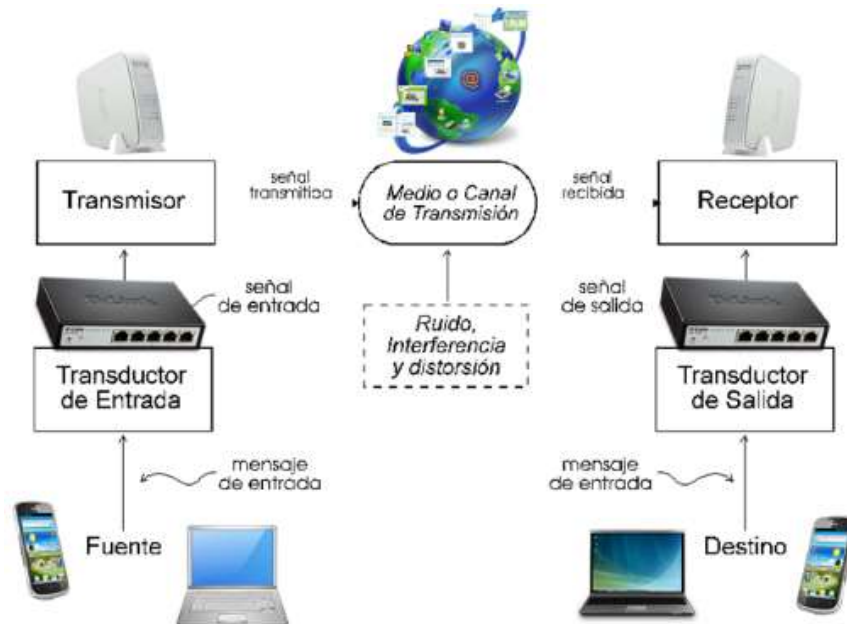 Transmisor
señal
transmitica
Medio o Canal
de Transmisión
señal
recibida
Receptor
señal
de entrada
señal
de salida
Ruido,
Interferencia
y distorsión
Transductor
de Entrada
Transductor
de Salida
mensaje
de entrada
mensaje
de entrada
Fuente
Destino